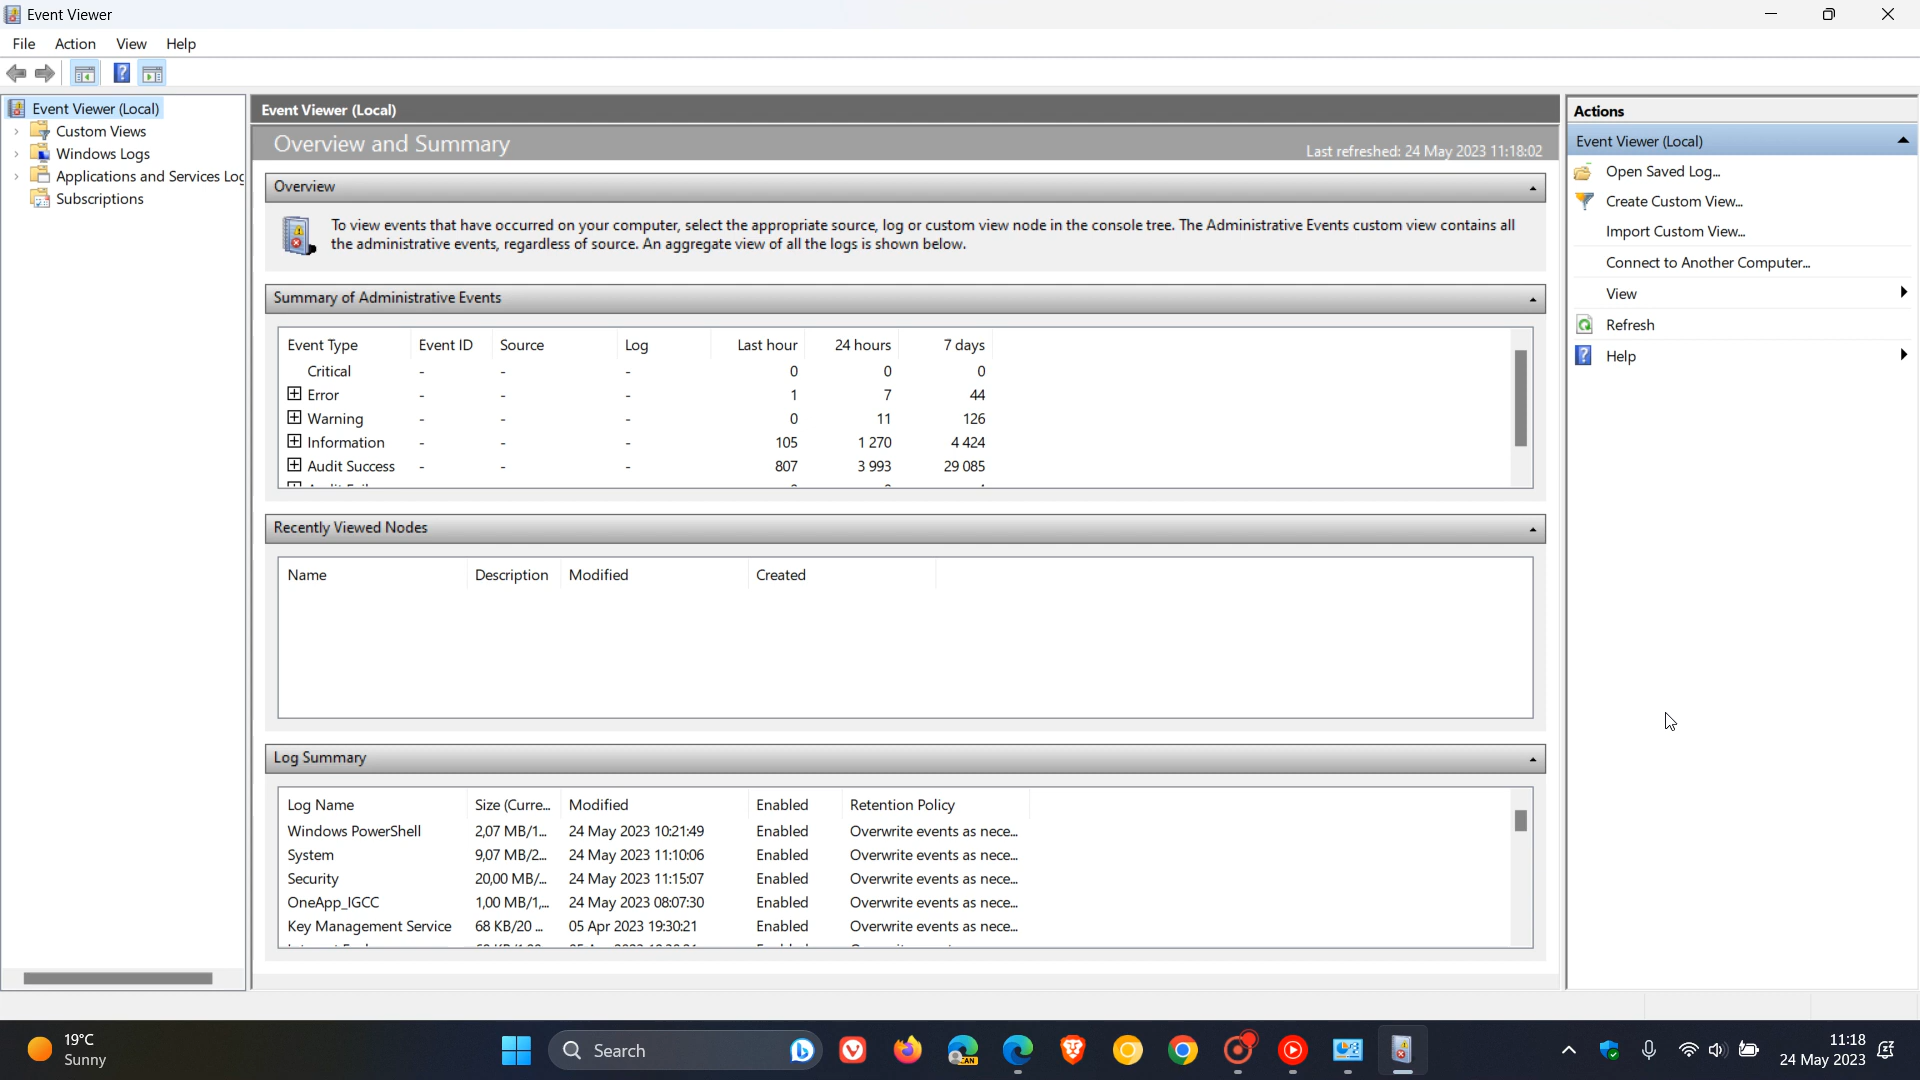 Event Viewer
File Action View Help
Event Viewer (Local)
Custom Views
Windows Logs
Applications and Services Log
Subscriptions
Event Viewer (Local)
Overview and Summary
Last refreshed: 24 May 2023 11:18:02
Overview
To view events that have occurred on your computer, select the appropriate source, log or custom view node in the console tree. The Administrative Events custom view contains all
the administrative events, regardless of source. An aggregate view of all the logs is shown below.
Summary of Administrative Events
Event Type Event ID Source Log Last hour 24 hours 7 days
Critical - - - 0 0 0
Error - - - 1 7 44
Warning - - - 0 11 126
Information - - - 105 1 270 4 424
Audit Success - - - 807 3 993 29 085
Recently Viewed Nodes
Name Description Modified Created
Log Summary
Log Name Size (Curre... Modified Enabled Retention Policy
Windows PowerShell 2,07 MB/1... 24 May 2023 10:21:49 Enabled Overwrite events as nece...
System 9,07 MB/2... 24 May 2023 11:10:06 Enabled Overwrite events as nece...
Security 20,00 MB/... 24 May 2023 11:15:07 Enabled Overwrite events as nece...
OneApp_IGCC 1,00 MB/1,... 24 May 2023 08:07:30 Enabled Overwrite events as nece...
Key Management Service 68 KB/20 ... 05 Apr 2023 19:30:21 Enabled Overwrite events as nece...
Actions
Event Viewer (Local)
Open Saved Log...
Create Custom View...
Import Custom View...
Connect to Another Computer...
View
Refresh
Help
19°C
Sunny
Search
CAN
11:18
24 May 2023